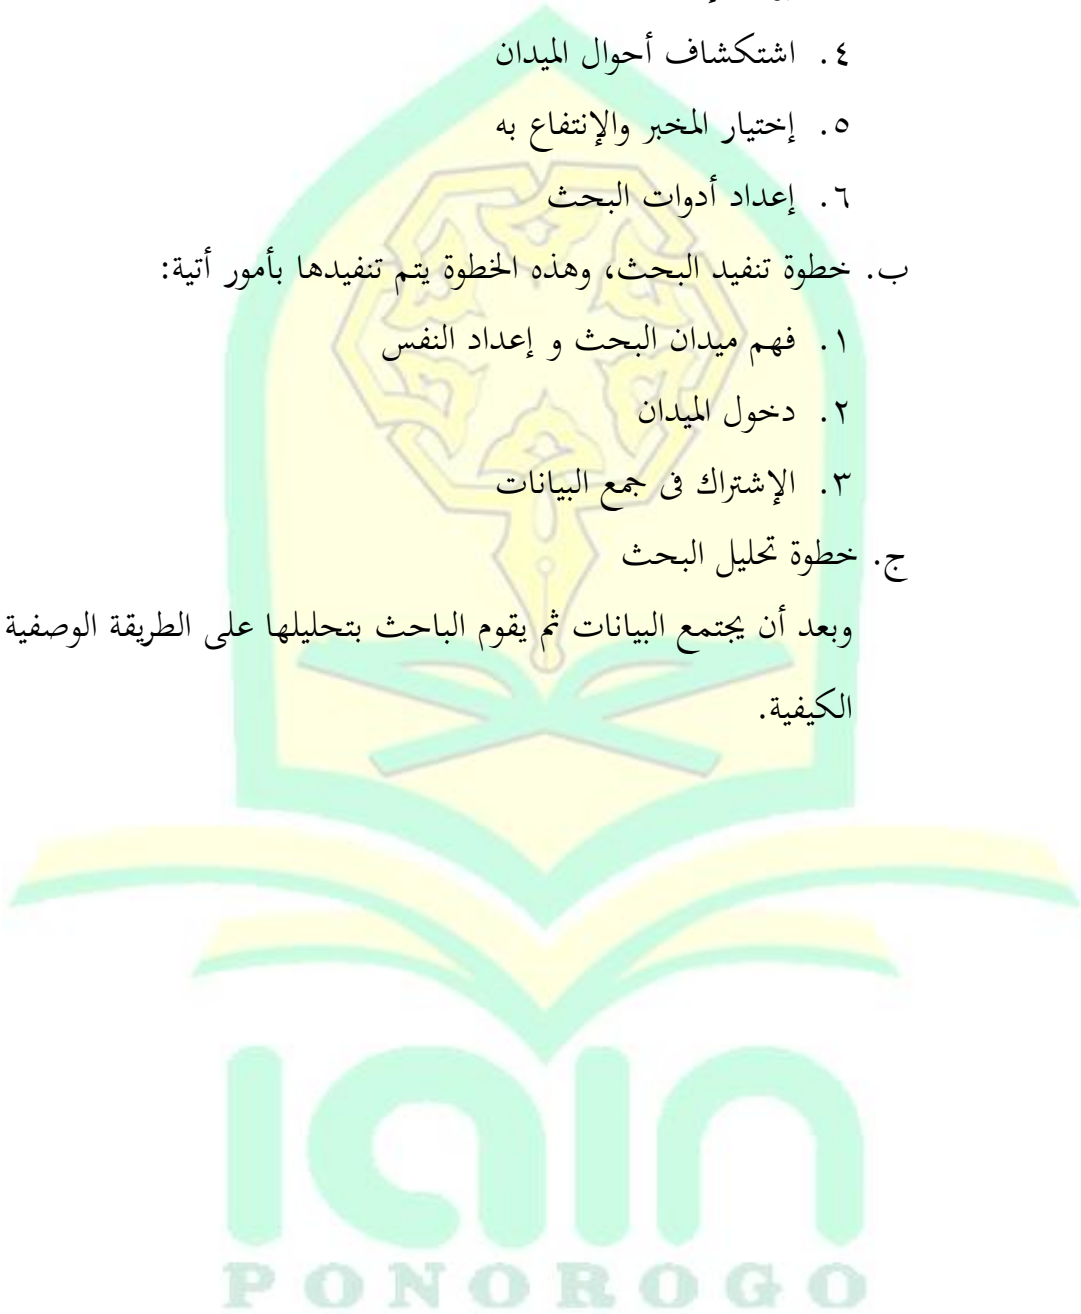 ٤. اشتكشاف أحوال الميدان
٥. إختيار المخبر والإنتفاع به
٦. إعداد أدوات البحث
ب. خطوة تنفيد البحث، وهذه الخطوة يتم تنفيدها بأمور أتية:
١. فهم ميدان البحث و إعداد النفس
٢. دخول الميدان
٣. الإشتراك فى جمع البيانات
ج. خطوة تحليل البحث
وبعد أن يجتمع البيانات ثم يقوم الباحث بتحليلها على الطريقة الوصفية
الكيفية.
iain
PONOROGO